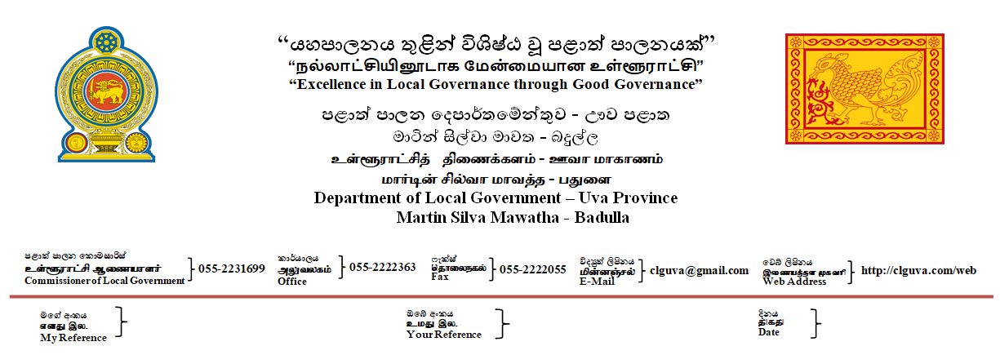 “යහපාලනය තුළින් විශිෂ්ඨ වූ පළාත් පාලනයක්”
“நல்லாட்சியினூடாக மேன்மையான உள்ளூராட்சி”
“Excellence in Local Governance through Good Governance”
පළාත් පාලන දෙපාර්තමේන්තුව - ඌව පළාත
මාටින් සිල්වා මාවත - බදුල්ල
உள்ளூராட்சித் திணைக்களம் - ஊவா மாகாணம்
மார்டின் சில்வா மாவத்த - பதுளை
Department of Local Government – Uva Province
Martin Silva Mawatha - Badulla
පළාත් පාලන කොමසාරිස්
உள்ளூராட்சி ஆணையாளர்
Commissioner of Local Government
055-2231699
කාර්යාලය
அலுவலகம்
Office
055-2222363
ෆැක්ස්
தொலைநகல்
Fax
055-2222055
විද්‍යුත් ලිපිනය
மின்னஞ்சல்
E-Mail
clguva@gmail.com
වෙබ් ලිපිනය
இணையத்தள முகவரி
Web Address
http://clguva.com/web
මගේ අංකය
எனது இல.
My Reference
ඔබේ අංකය
உமது இல.
Your Reference
දිනය
திகதி
Date